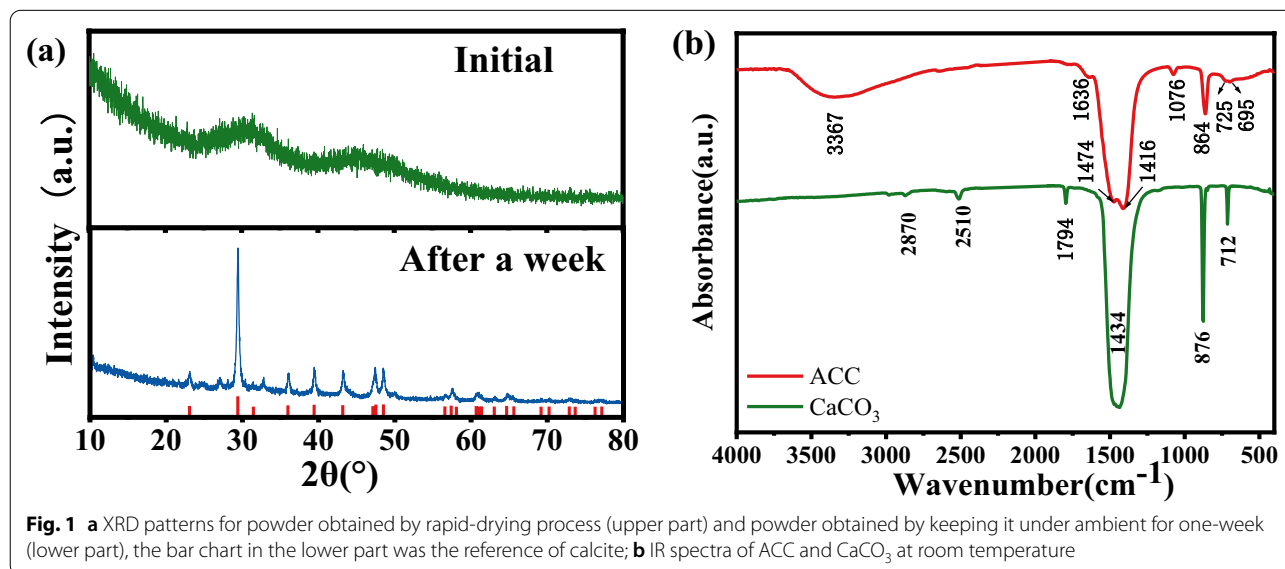 (a)
Initial
After a week
Intensity (a.u.)
10 20 30 40 50 60 70 80
2θ(°)
(b)
3367
1636
1474
1416
1076
864
725
695
2870
2510
1794
1434
876
712
ACC
CaCO₃
Absorbance(a.u.)
4000 3500 3000 2500 2000 1500 1000 500
Wavenumber(cm⁻¹)
Fig. 1 a XRD patterns for powder obtained by rapid-drying process (upper part) and powder obtained by keeping it under ambient for one-week
(lower part), the bar chart in the lower part was the reference of calcite; b IR spectra of ACC and CaCO₃ at room temperature